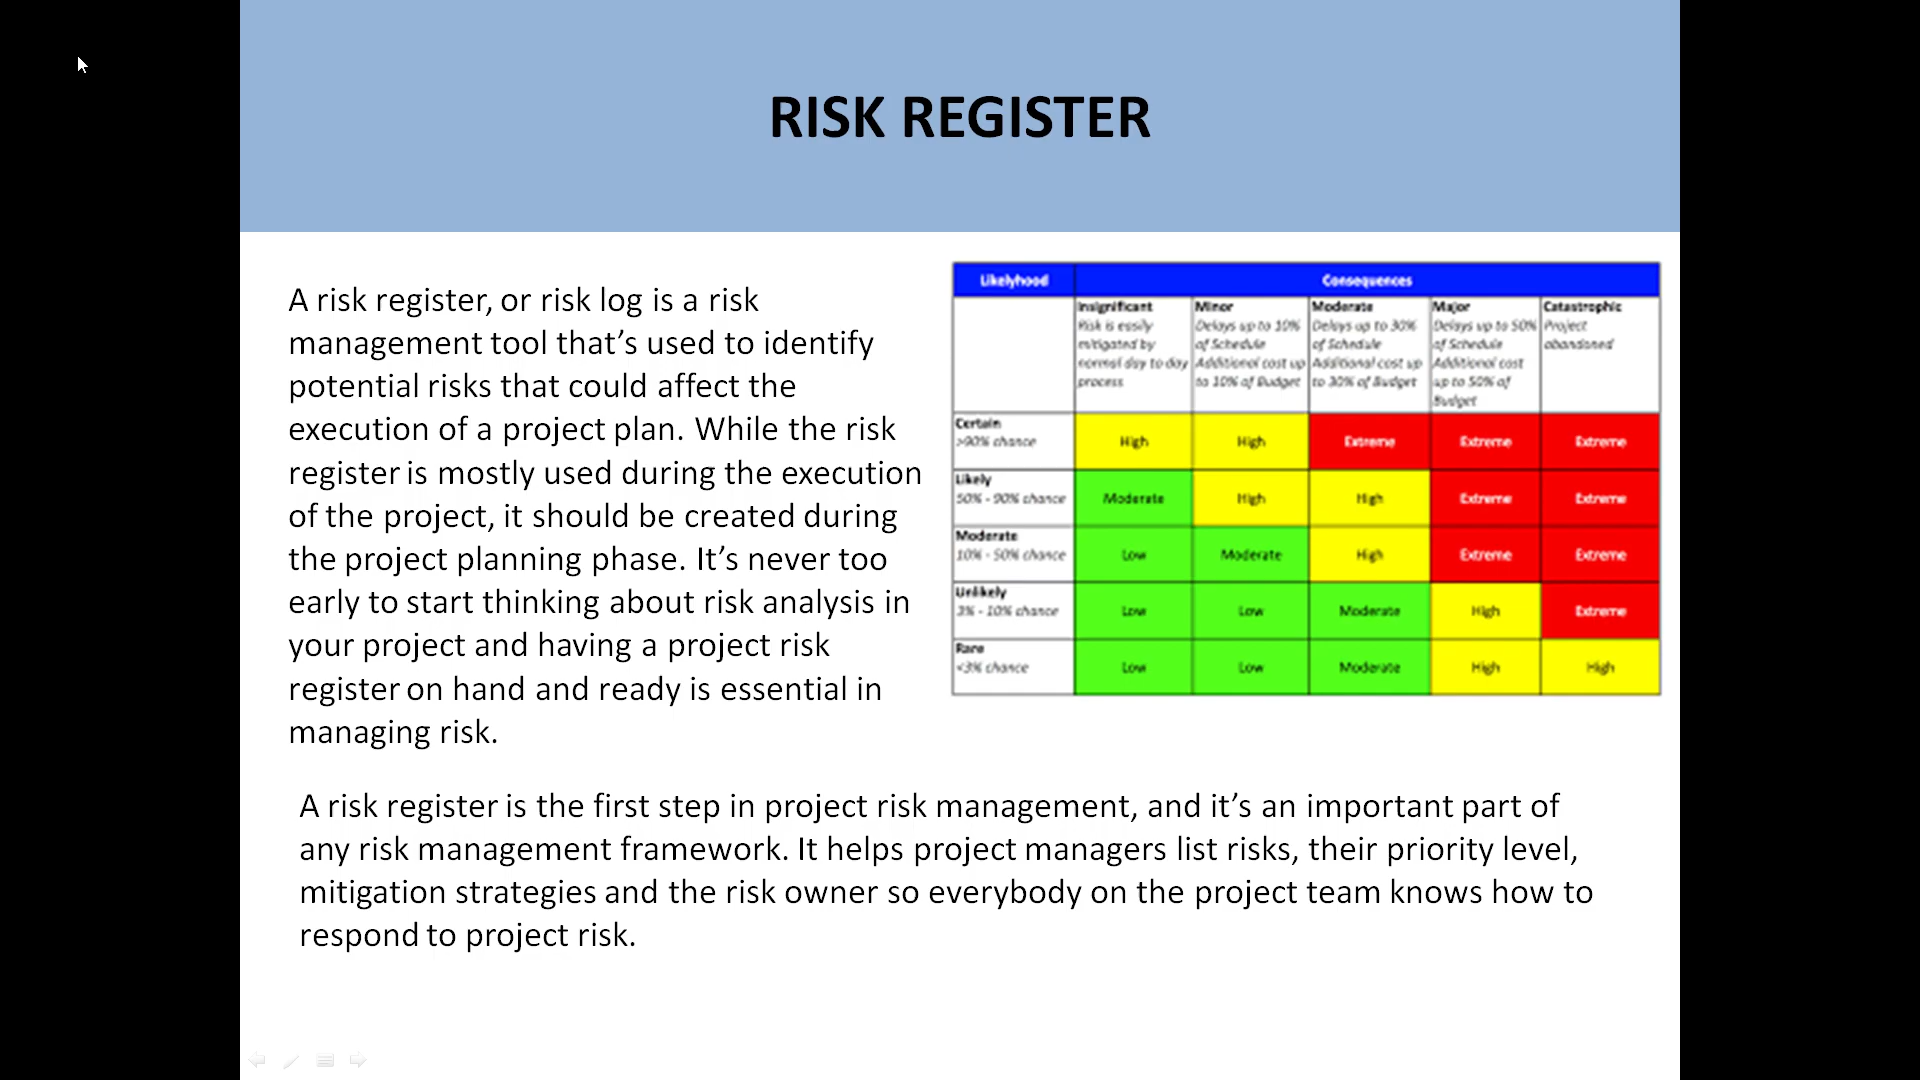 RISK REGISTER
A risk register, or risk log is a risk
management tool that’s used to identify
potential risks that could affect the
execution of a project plan. While the risk
register is mostly used during the execution
of the project, it should be created during
the project planning phase. It’s never too
early to start thinking about risk analysis in
your project and having a project risk
register on hand and ready is essential in
managing risk.
Likelyhood Consequences
Insignificant
Risk is easily
mitigated by
normal day to day
process
Minor
Delays up to 10%
of Schedule
Additional cost up
to 10% of Budget
Moderate
Delays up to 30%
of Schedule
Additional cost up
to 30% of Budget
Major
Delays up to 50%
of Schedule
Additional cost
up to 50% of
Budget
Catastrophic
Project
abandoned
Certain
>90% chance High High Extreme Extreme Extreme
Likely
50% - 90% chance Moderate High High Extreme Extreme
Moderate
10% - 50% chance Low Moderate High Extreme Extreme
Unlikely
3% - 10% chance Low Low Moderate High Extreme
Rare
<3% chance Low Low Moderate High High
A risk register is the first step in project risk management, and it’s an important part of
any risk management framework. It helps project managers list risks, their priority level,
mitigation strategies and the risk owner so everybody on the project team knows how to
respond to project risk.